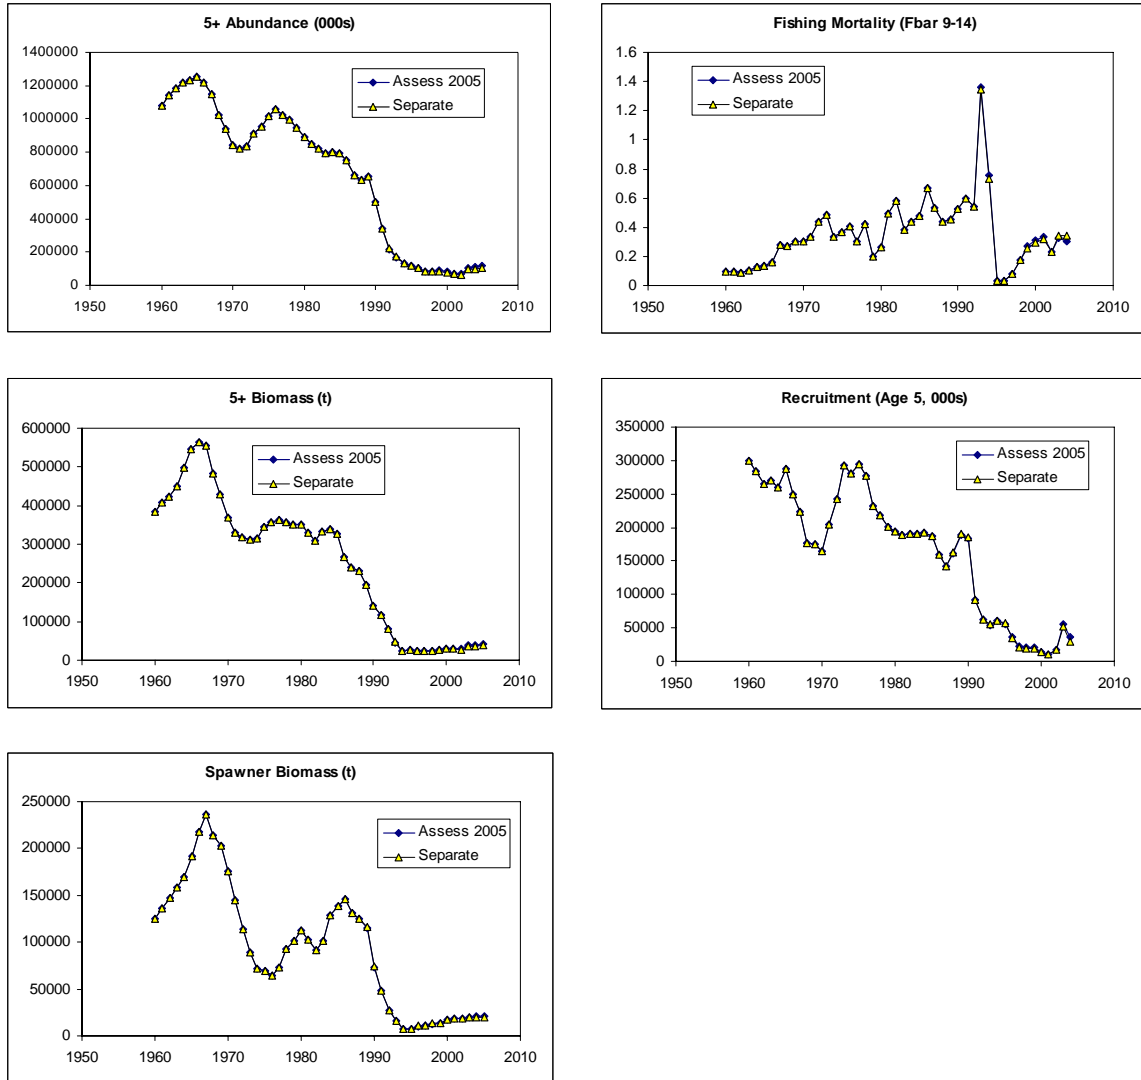 5+ Abundance (000s)
1400000
1200000
1000000
800000
600000
400000
200000
0
1950 1960 1970 1980 1990 2000 2010
Assess 2005
Separate
Fishing Mortality (Fbar 9-14)
1.6
1.4
1.2
1
0.8
0.6
0.4
0.2
0
1950 1960 1970 1980 1990 2000 2010
Assess 2005
Separate
5+ Biomass (t)
600000
500000
400000
300000
200000
100000
0
1950 1960 1970 1980 1990 2000 2010
Assess 2005
Separate
Recruitment (Age 5, 000s)
350000
300000
250000
200000
150000
100000
50000
0
1950 1960 1970 1980 1990 2000 2010
Assess 2005
Separate
Spawner Biomass (t)
250000
200000
150000
100000
50000
0
1950 1960 1970 1980 1990 2000 2010
Assess 2005
Separate